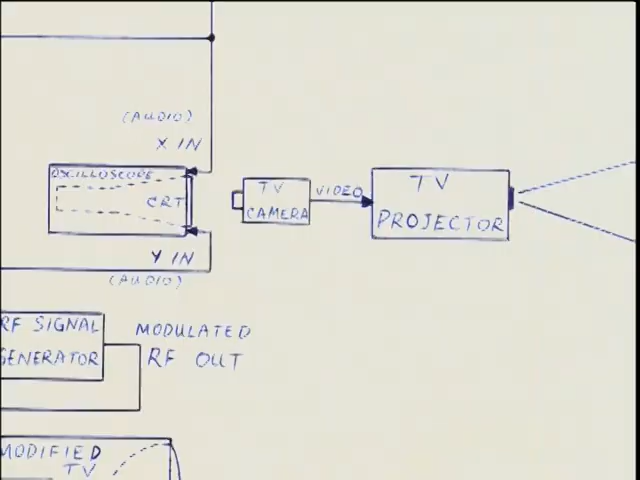 (AUDIO)
X IN
OSCILLOSCOPE
CRT
Y IN
(AUDIO)
TV
CAMERA
VIDEO
TV
PROJECTOR
RF SIGNAL
GENERATOR
MODULATED
RF OUT
MODIFIED
TV